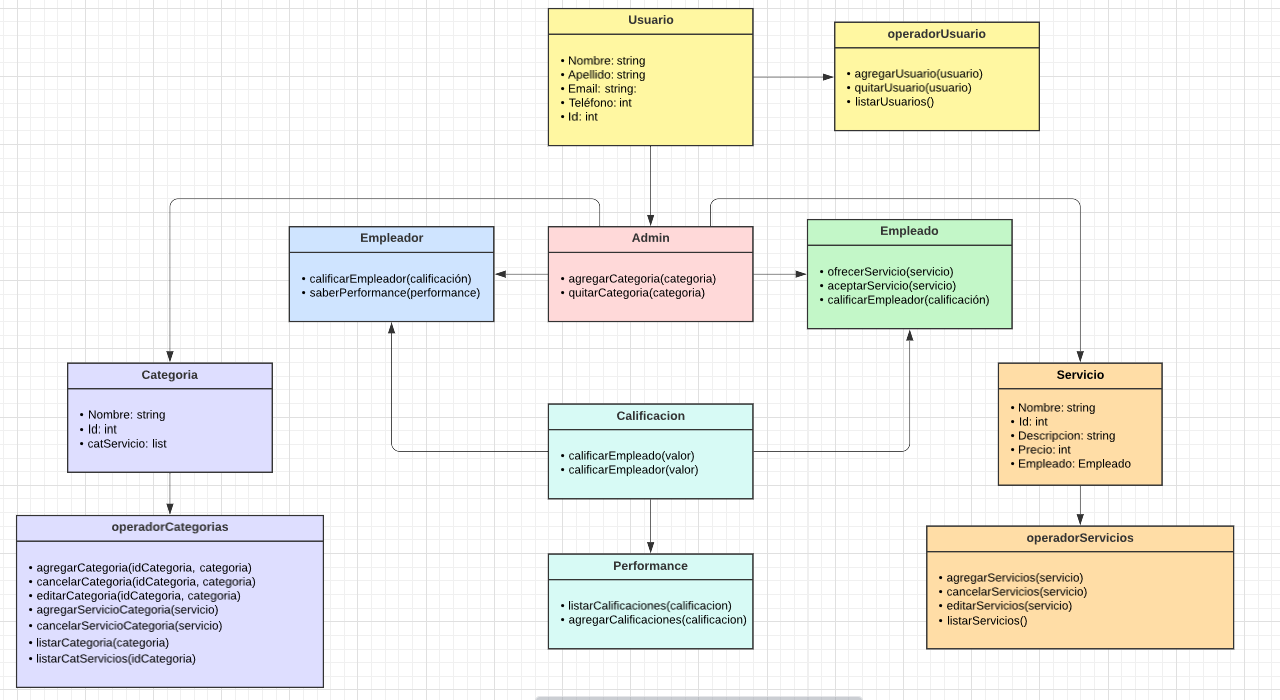 Usuario
• Nombre: string
• Apellido: string
• Email: string:
• Teléfono: int
• Id: int
operadorUsuario
• agregarUsuario(usuario)
• quitarUsuario(usuario)
• listarUsuarios()
Empleador
• calificarEmpleador(calificación)
• saberPerformance(performance)
Admin
• agregarCategoria(categoria)
• quitarCategoria(categoria)
Empleado
• ofrecerServicio(servicio)
• aceptarServicio(servicio)
• calificarEmpleador(calificación)
Categoria
• Nombre: string
• Id: int
• catServicio: list
Calificacion
• calificarEmpleado(valor)
• calificarEmpleador(valor)
Servicio
• Nombre: string
• Id: int
• Descripcion: string
• Precio: int
• Empleado: Empleado
operadorCategorias
• agregarCategoria(idCategoria, categoria)
• cancelarCategoria(idCategoria, categoria)
• editarCategoria(idCategoria, categoria)
• agregarServicioCategoria(servicio)
• cancelarServicioCategoria(servicio)
• listarCategoria(categoria)
• listarCatServicios(idCategoria)
Performance
• listarCalificaciones(calificacion)
• agregarCalificaciones(calificacion)
operadorServicios
• agregarServicios(servicio)
• cancelarServicios(servicio)
• editarServicios(servicio)
• listarServicios()